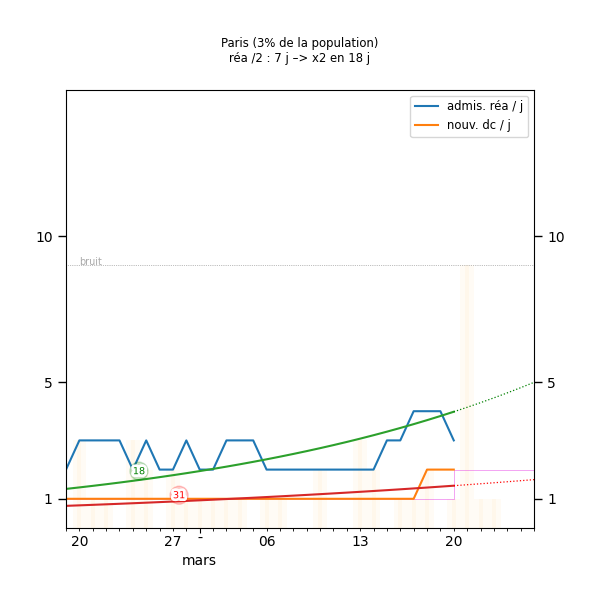 Paris (3% de la population)
réa /2 : 7 j –> x2 en 18 j
admis. réa / j
nouv. dc / j
10
10
bruit
5
5
18
31
1
1
20
27
-
06
13
20
mars